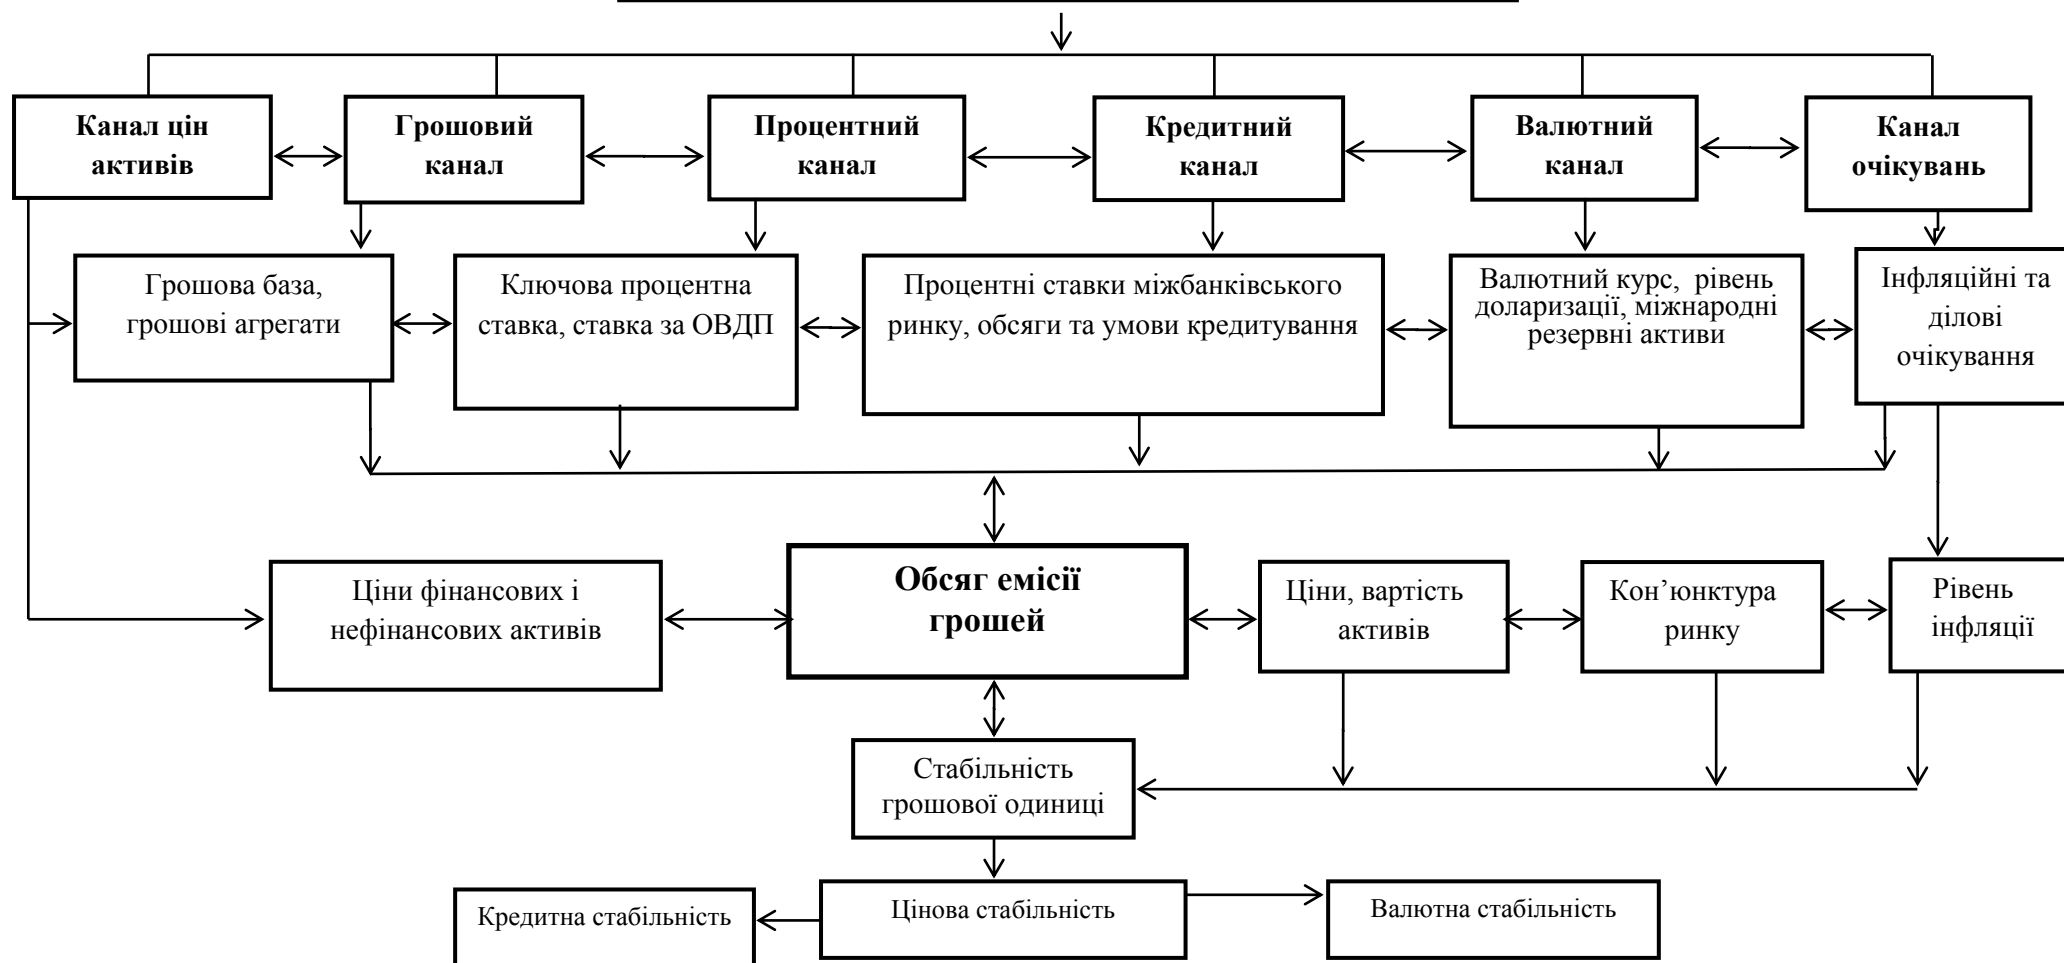 Канал цін
активів
Грошовий
канал
Процентний
канал
Кредитний
канал
Валютний
канал
Канал
очікувань
Грошова база,
грошові агрегати
Ключова процентна
ставка, ставка за ОВДП
Процентні ставки міжбанківського
ринку, обсяги та умови кредитування
Валютний курс, рівень
доларизації, міжнародні
резервні активи
Інфляційні та
ділові
очікування
Ціни фінансових і
нефінансових активів
Обсяг емісії
грошей
Ціни, вартість
активів
Кон’юнктура
ринку
Рівень
інфляції
Стабільність
грошової одиниці
Кредитна стабільність
Цінова стабільність
Валютна стабільність